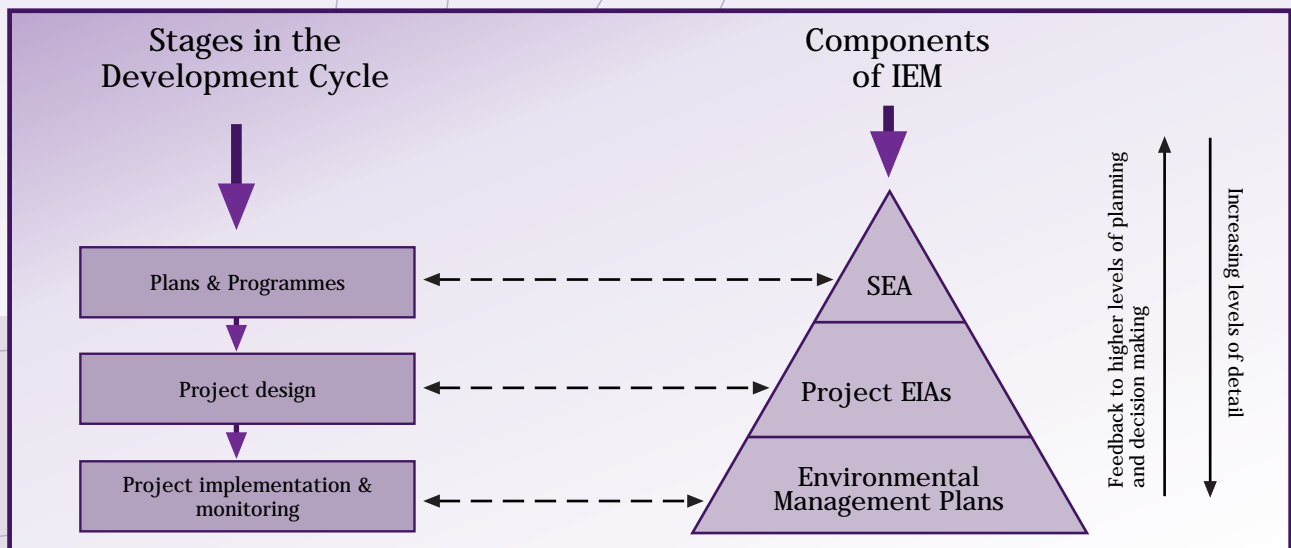 Stages in the
Development Cycle
Components
of IEM
Plans & Programmes
Project design
Project implementation &
monitoring
SEA
Project EIAs
Environmental
Management Plans
Feedback to higher levels of planning
and decision making
Increasing levels of detail